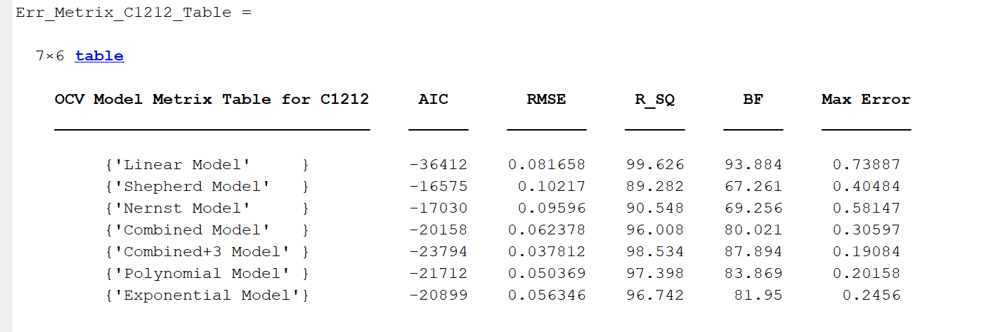 Err_Metrix_C1212_Table =
7×6 table
OCV Model Metrix Table for C1212 AIC RMSE R_SQ BF Max Error
{'Linear Model' } -36412 0.081658 99.626 93.884 0.73887
{'Shepherd Model' } -16575 0.10217 89.282 67.261 0.40484
{'Nernst Model' } -17030 0.09596 90.548 69.256 0.58147
{'Combined Model' } -20158 0.062378 96.008 80.021 0.30597
{'Combined+3 Model' } -23794 0.037812 98.534 87.894 0.19084
{'Polynomial Model' } -21712 0.050369 97.398 83.869 0.20158
{'Exponential Model'} -20899 0.056346 96.742 81.95 0.2456